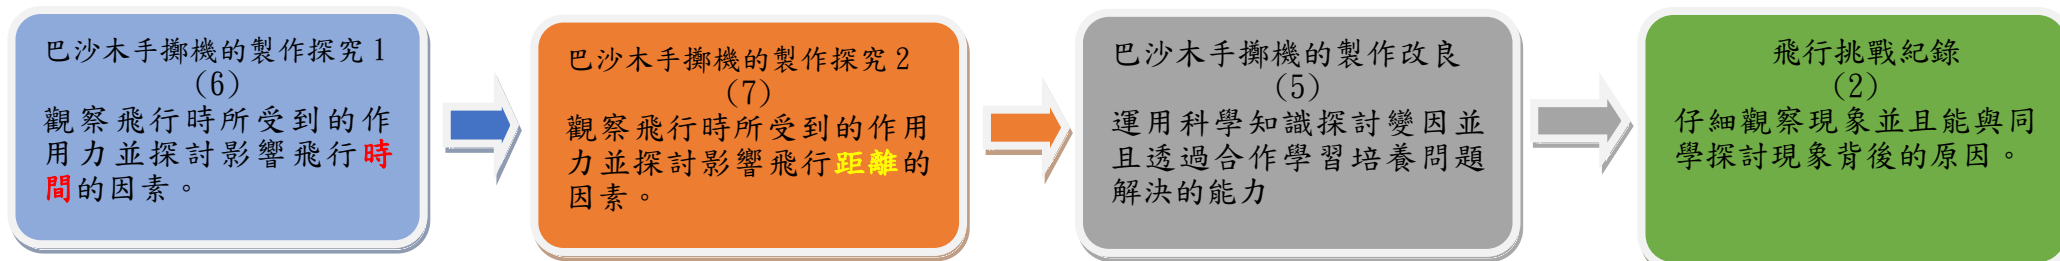 巴沙木手擲機的製作探究1
(6)
觀察飛行時所受到的作
用力並探討影響飛行時
間的因素。
巴沙木手擲機的製作探究2
(7)
觀察飛行時所受到的作用
力並探討影響飛行距離的
因素。
巴沙木手擲機的製作改良
(5)
運用科學知識探討變因並
且透過合作學習培養問題
解決的能力
飛行挑戰紀錄
(2)
仔細觀察現象並且能與同
學探討現象背後的原因。